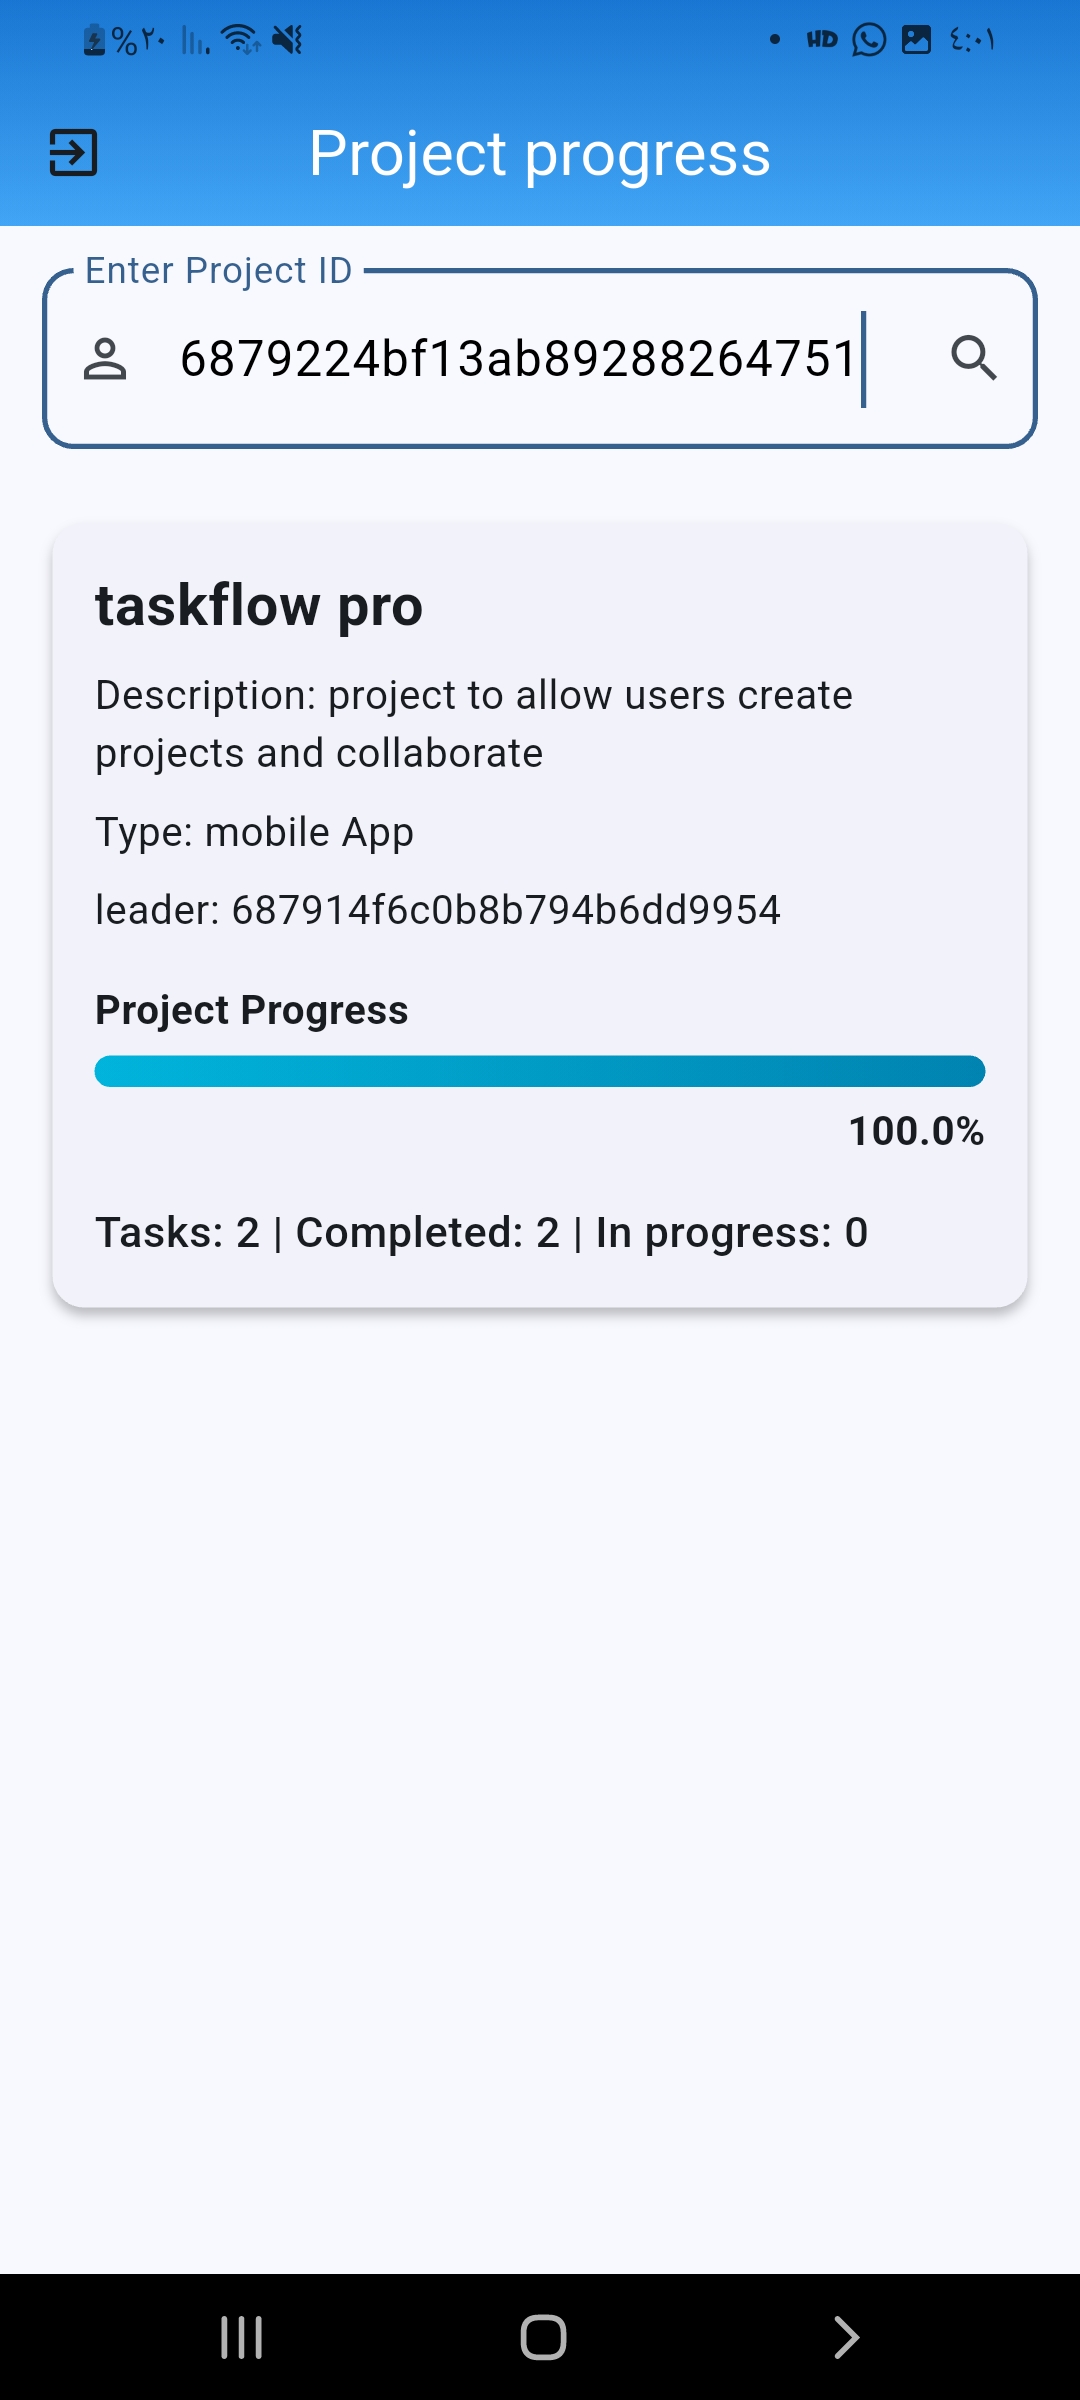 %٢٠ HD ٤:٠١
Project progress
Enter Project ID
6879224bf13ab89288264751
taskflow pro
Description: project to allow users create
projects and collaborate
Type: mobile App
leader: 687914f6c0b8b794b6dd9954
Project Progress
100.0%
Tasks: 2 | Completed: 2 | In progress: 0